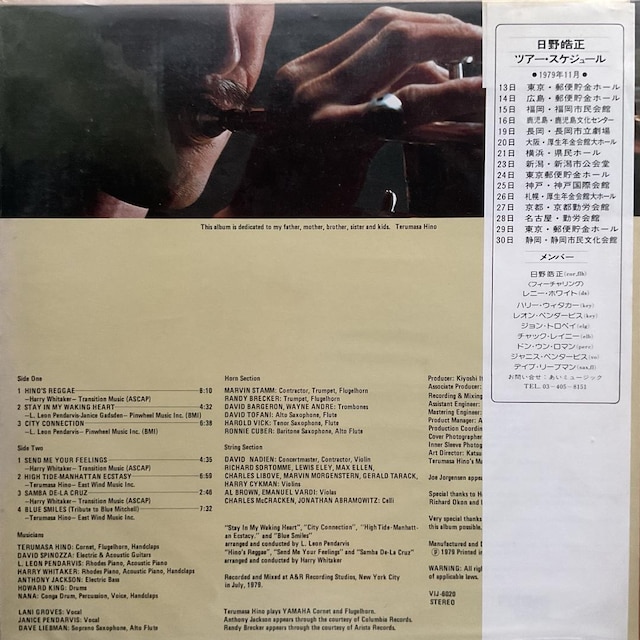 日野皓正
ツアー・スケジュール
●1979年11月●
13日 東京・郵便貯金ホール
14日 広島・郵便貯金ホール
15日 福岡・福岡市民会館
16日 鹿児島・鹿児島文化センター
19日 長岡・長岡市立劇場
20日 大阪・厚生年金会館大ホール
21日 横浜・県民ホール
23日 新潟・新潟市公会堂
24日 東京郵便貯金ホール
25日 神戸・神戸国際会館
26日 札幌・厚生年金会館大ホール
27日 京都・京都勤労会館
28日 名古屋・勤労会館
29日 東京・郵便貯金ホール
30日 静岡・静岡市民文化会館
メンバー
日野皓正(cor,flh)
〈フィーチャリング〉
レニー・ホワイト(ds)
ハリー・ウィタカー(key)
レオン・ペンダービス(key)
ジョン・トロペイ(elg)
チャック・レイニー(elb)
ドン・ウン・ロマン(perc)
ジャニス・ペンダービス(vo)
デイブ・リーブマン(sax,fl)
お問い合せ：あいミュージック
TEL.03-405-8151
This album is dedicated to my father, mother, brother, sister and kids. Terumasa Hino
Side One
1 HINO'S REGGAE 8:10
—Harry Whitaker— Transition Music (ASCAP)
2 STAY IN MY WAKING HEART 4:32
—L. Leon Pendarvis-Janice Gadsden— Pinwheel Music Inc. (BMI)
3 CITY CONNECTION 6:38
—L. Leon Pendarvis— Pinwheel Music Inc. (BMI)
Side Two
1 SEND ME YOUR FEELINGS 4:35
—Harry Whitaker— Transition Music (ASCAP)
2 HIGH TIDE-MANHATTAN ECSTASY 6:59
—Terumasa Hino— East Wind Music Inc.
3 SAMBA DE-LA CRUZ 2:46
—Harry Whitaker— Transition Music (ASCAP)
4 BLUE SMILES (Tribute to Blue Mitchell) 7:32
—Terumasa Hino— East Wind Music Inc.
Musicians
TERUMASA HINO: Cornet, Flugelhorn, Handclaps
DAVID SPINOZZA: Electric & Acoustic Guitars
L. LEON PENDARVIS: Rhodes Piano, Acoustic Piano
HARRY WHITAKER: Rhodes Piano, Acoustic Piano, Handclaps
ANTHONY JACKSON: Electric Bass
HOWARD KING: Drums
NANA: Conga Drum, Percussion, Voice, Handclaps
LANI GROVES: Vocal
JANICE PENDARVIS: Vocal
DAVE LIEBMAN: Soprano Saxophone, Alto Flute
Horn Section
MARVIN STAMM: Contractor, Trumpet, Flugelhorn
RANDY BRECKER: Trumpet, Flugelhorn
DAVID BARGERON, WAYNE ANDRE: Trombones
DAVID TOFANI: Alto Saxophone, Flute
HAROLD VICK: Tenor Saxophone, Flute
RONNIE CUBER: Baritone Saxophone, Alto Flute
String Section
DAVID NADIEN: Concertmaster, Contractor, Violin
RICHARD SORTOMME, LEWIS ELEY, MAX ELLEN,
CHARLES LIBOVE, MARVIN MORGENSTERN, GERALD TARACK,
HARRY CYKMAN: Violins
AL BROWN, EMANUEL VARDI: Violas
CHARLES McCRACKEN, JONATHAN ABRAMOWITZ: Celli
"Stay In My Waking Heart", "City Connection", "High Tide-Manhatt-
an Ecstasy." and "Blue Smiles"
arranged and conducted by L. Leon Pendarvis
"Hino's Reggae", "Send Me Your Feelings" and "Samba De-La Cruz"
arranged and conducted by Harry Whitaker
Recorded and Mixed at A&R Recording Studios, New York City
in July, 1979.
Terumasa Hino plays YAMAHA Cornet and Flugelhorn.
Anthony Jackson appears through the courtesy of Columbia Records.
Randy Brecker appears through the courtesy of Arista Records.
Producer: Kiyoshi
Associate Producer:
Recording & Mixing
Assistant Engineer:
Mastering Engineer:
Product Manager:
Production Coordin
Cover Photographer
Inner Sleeve Photog
Art Director:
Terumasa Hino's
Joe Jorgensen appe
Special thanks to
Richard Okon and
Very special thanks
this album possible.
Manufactured and
Ⓟ 1979 Printed in
WARNING: All rig
of applicable laws.
VIJ-6020
STEREO